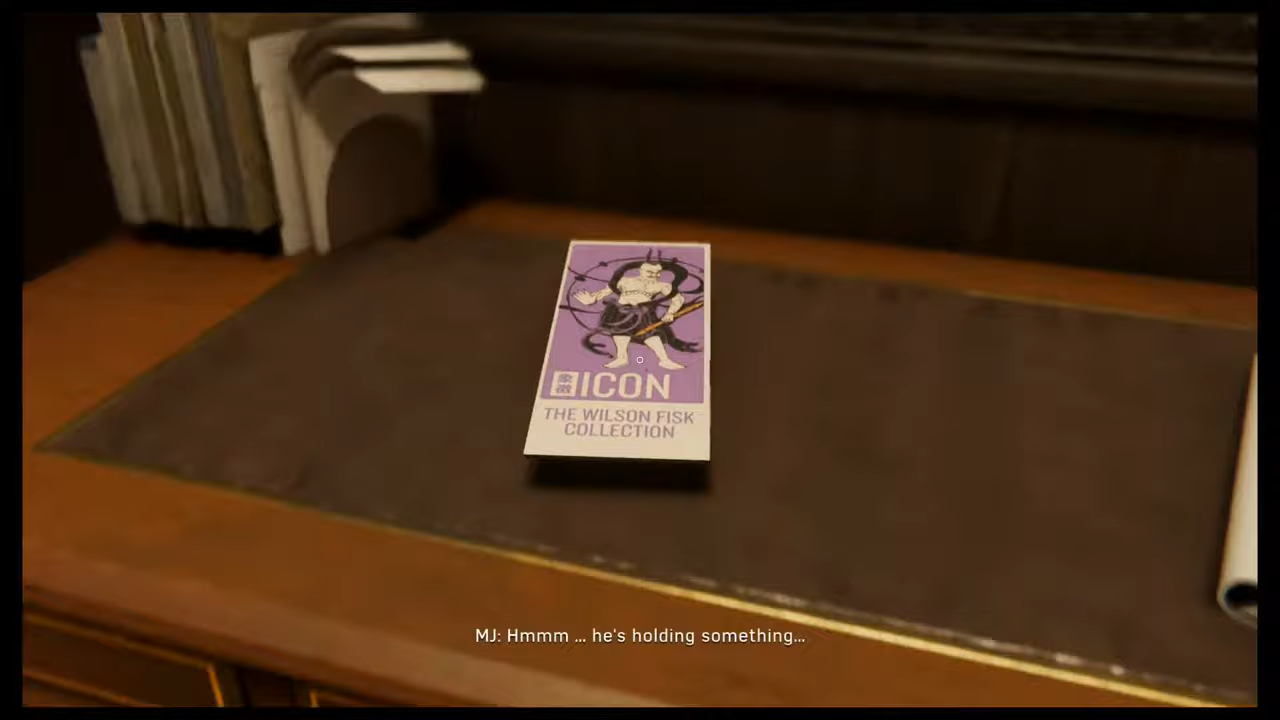 ICON
THE WILSON FISK
COLLECTION
MJ: Hmmm ... he's holding something...